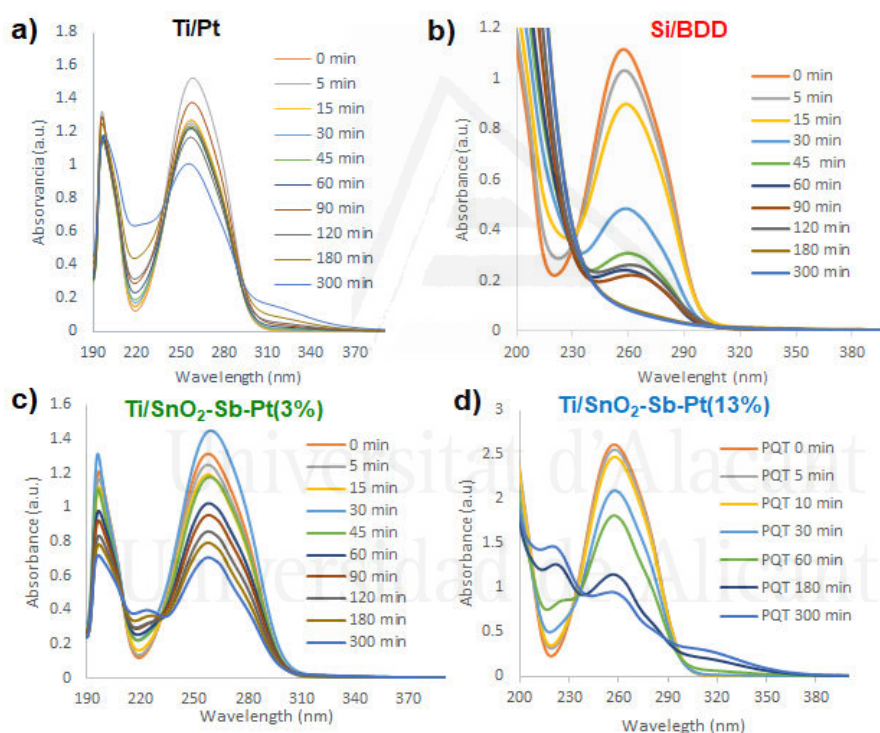 a)
Ti/Pt
Absorvancia (a.u.)
1.8
1.6
1.4
1.2
1
0.8
0.6
0.4
0.2
0
190
220
250
280
310
340
370
Wavelength (nm)
0 min
5 min
15 min
30 min
45 min
60 min
90 min
120 min
180 min
300 min
b)
Si/BDD
Absorbance (a.u.)
1.2
1
0.8
0.6
0.4
0.2
0
200
230
260
290
320
350
380
Wavelenght (nm)
0 min
5 min
15 min
30 min
45 min
60 min
90 min
120 min
180 min
300 min
c)
Ti/SnO2-Sb-Pt(3%)
Absorbance (a.u.)
1.6
1.4
1.2
1
0.8
0.6
0.4
0.2
0
190
220
250
280
310
340
370
Wavelength (nm)
0 min
5 min
15 min
30 min
45 min
60 min
90 min
120 min
180 min
300 min
d)
Ti/SnO2-Sb-Pt(13%)
Absorbance (a.u.)
3
2.5
2
1.5
1
0.5
0
200
230
260
290
320
350
380
Wavelegth (nm)
PQT 0 min
PQT 5 min
PQT 10 min
PQT 30 min
PQT 60 min
PQT 180 min
PQT 300 min
Universitat d'Alacant
Universidad de Alicante